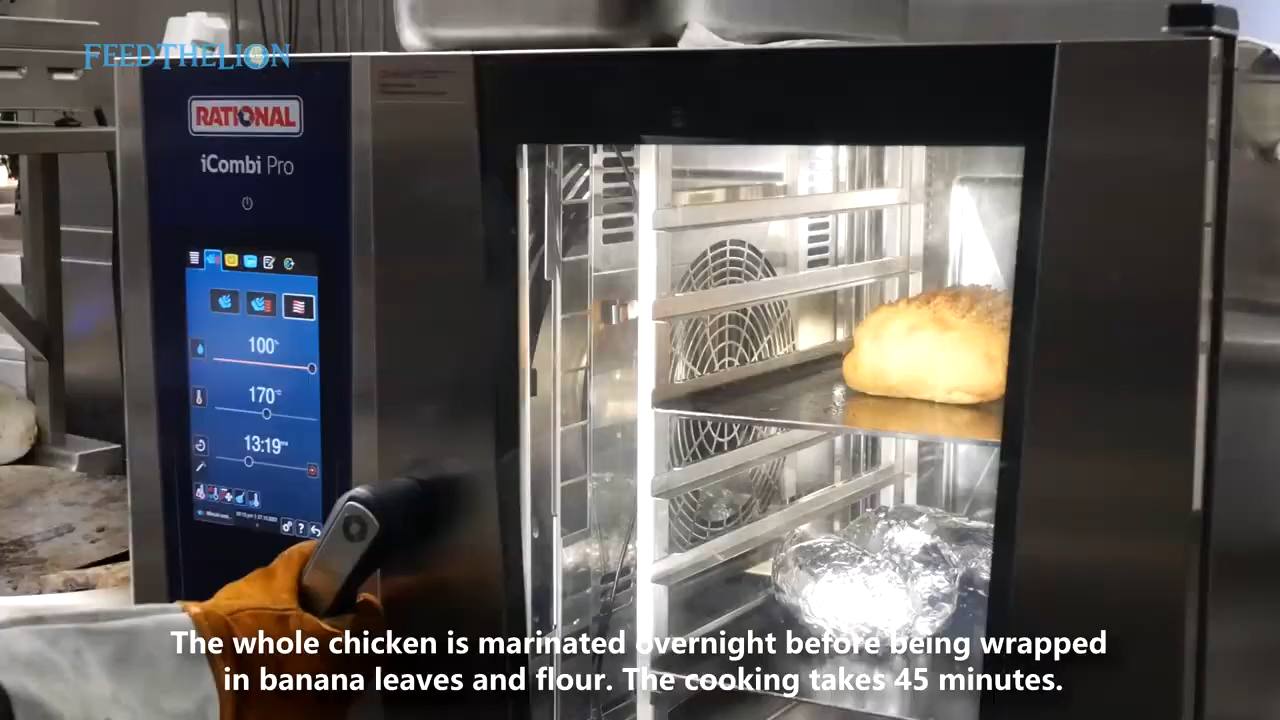 FEEDTHELION
RATIONAL
iCombi Pro
100%
170°C
13:19
?
The whole chicken is marinated overnight before being wrapped
in banana leaves and flour. The cooking takes 45 minutes.